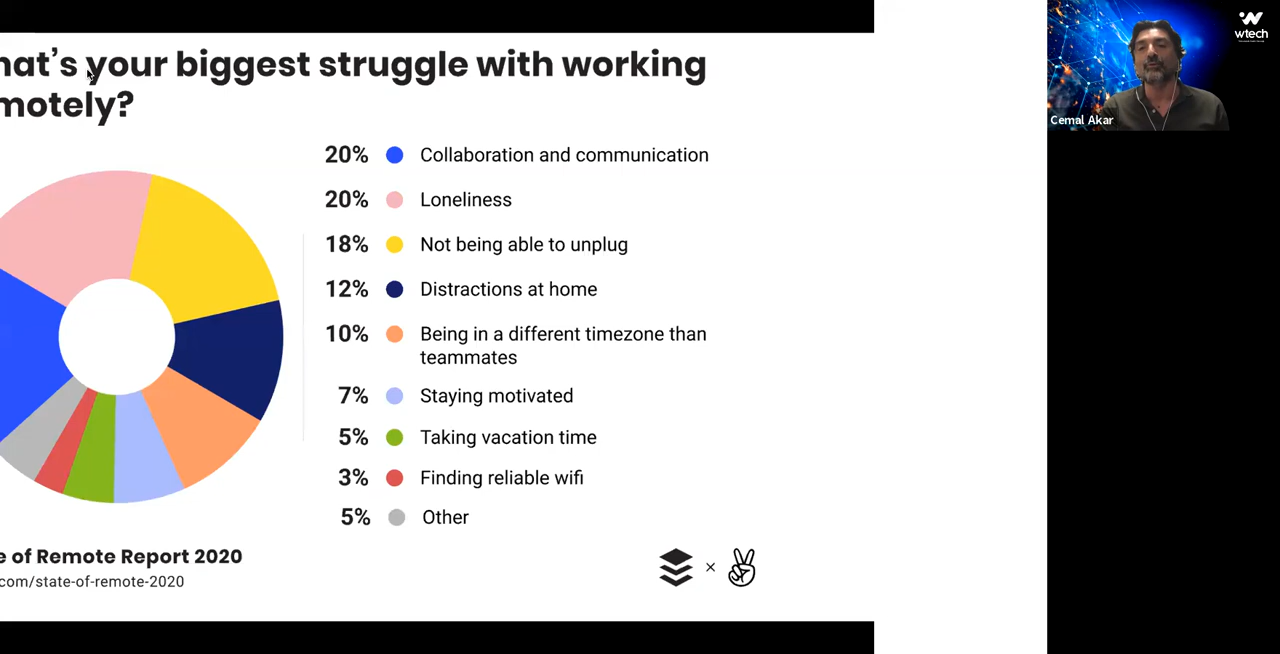 hat's your biggest struggle with working
motely?
20% Collaboration and communication
20% Loneliness
18% Not being able to unplug
12% Distractions at home
10% Being in a different timezone than
teammates
7% Staying motivated
5% Taking vacation time
3% Finding reliable wifi
5% Other
e of Remote Report 2020
com/state-of-remote-2020
×
wtech
Cemal Akar